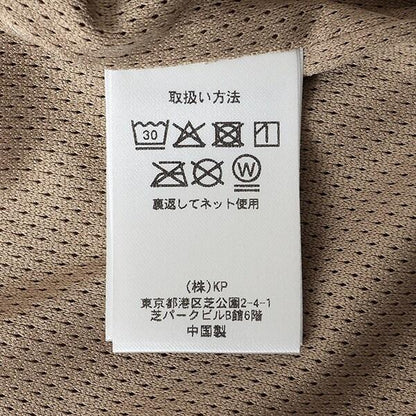 取扱い方法
30
W
裏返してネット使用
(株)KP
東京都港区芝公園2-4-1
芝パークビルB館6階
中国製